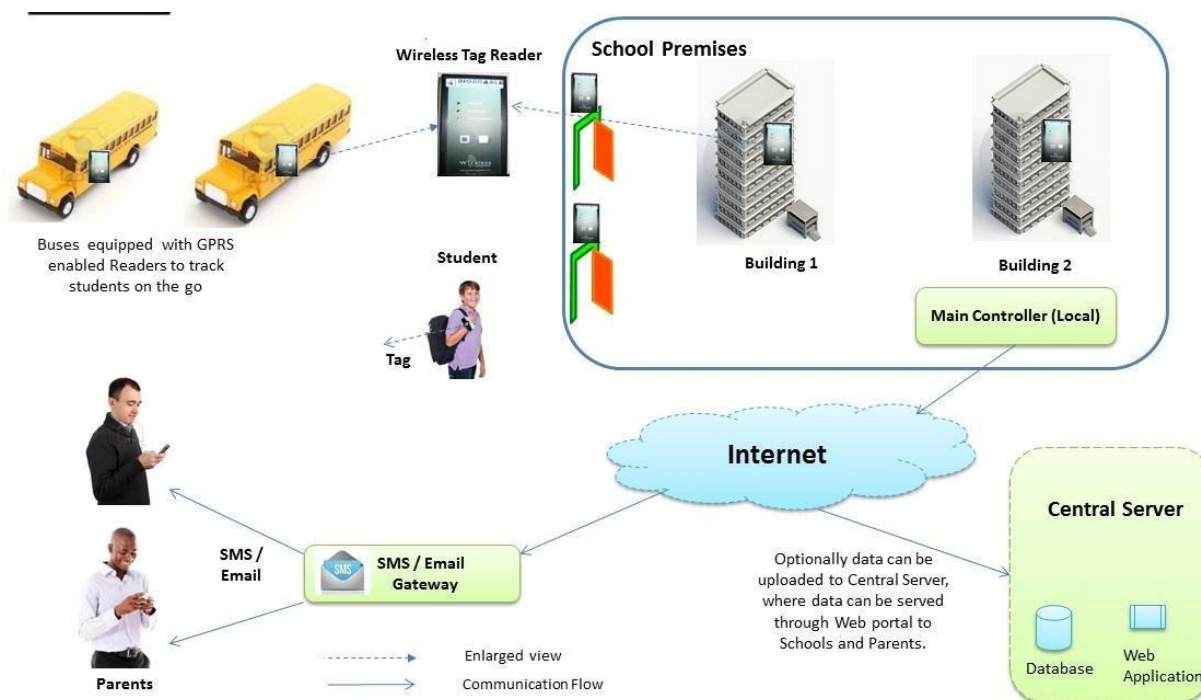 Wireless Tag Reader
School Premises
Buses equipped with GPRS
enabled Readers to track
students on the go
Student
Tag
Building 1
Building 2
Main Controller (Local)
Internet
Central Server
SMS /
Email
SMS
SMS / Email
Gateway
Optionally data can be
uploaded to Central Server,
where data can be served
through Web portal to
Schools and Parents.
Database
Web
Application
Parents
Enlarged view
Communication Flow